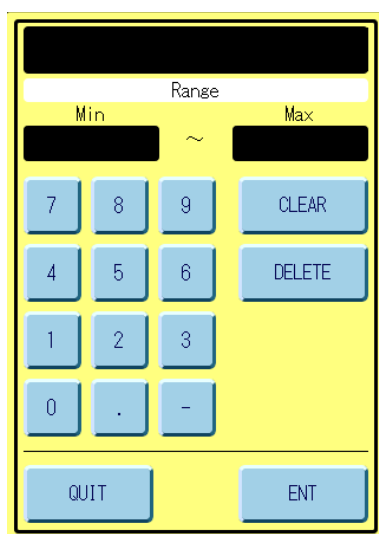 Range
Min ~ Max
7 8 9 CLEAR
4 5 6 DELETE
1 2 3
0 . -
QUIT ENT